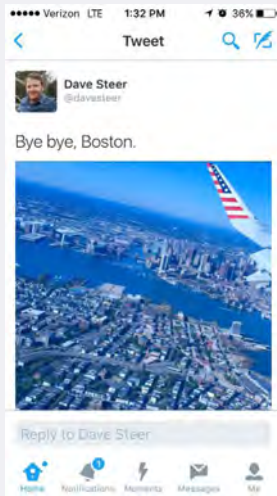 Verizon LTE 1:32 PM 36%
Tweet
Dave Steer
@davesteer
Bye bye, Boston.
Reply to Dave Steer
1
Home Notifications Moments Messages Me